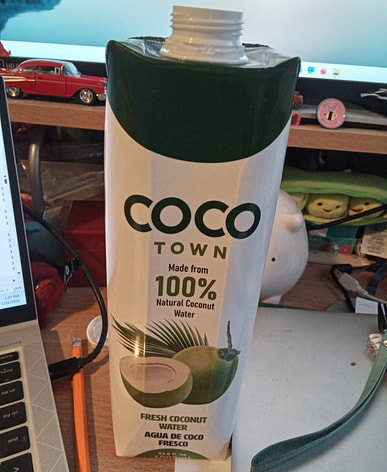 COCO
TOWN
Made from
100%
Natural Coconut
Water
FRESH COCONUT
WATER
AGUA DE COCO
FRESCO